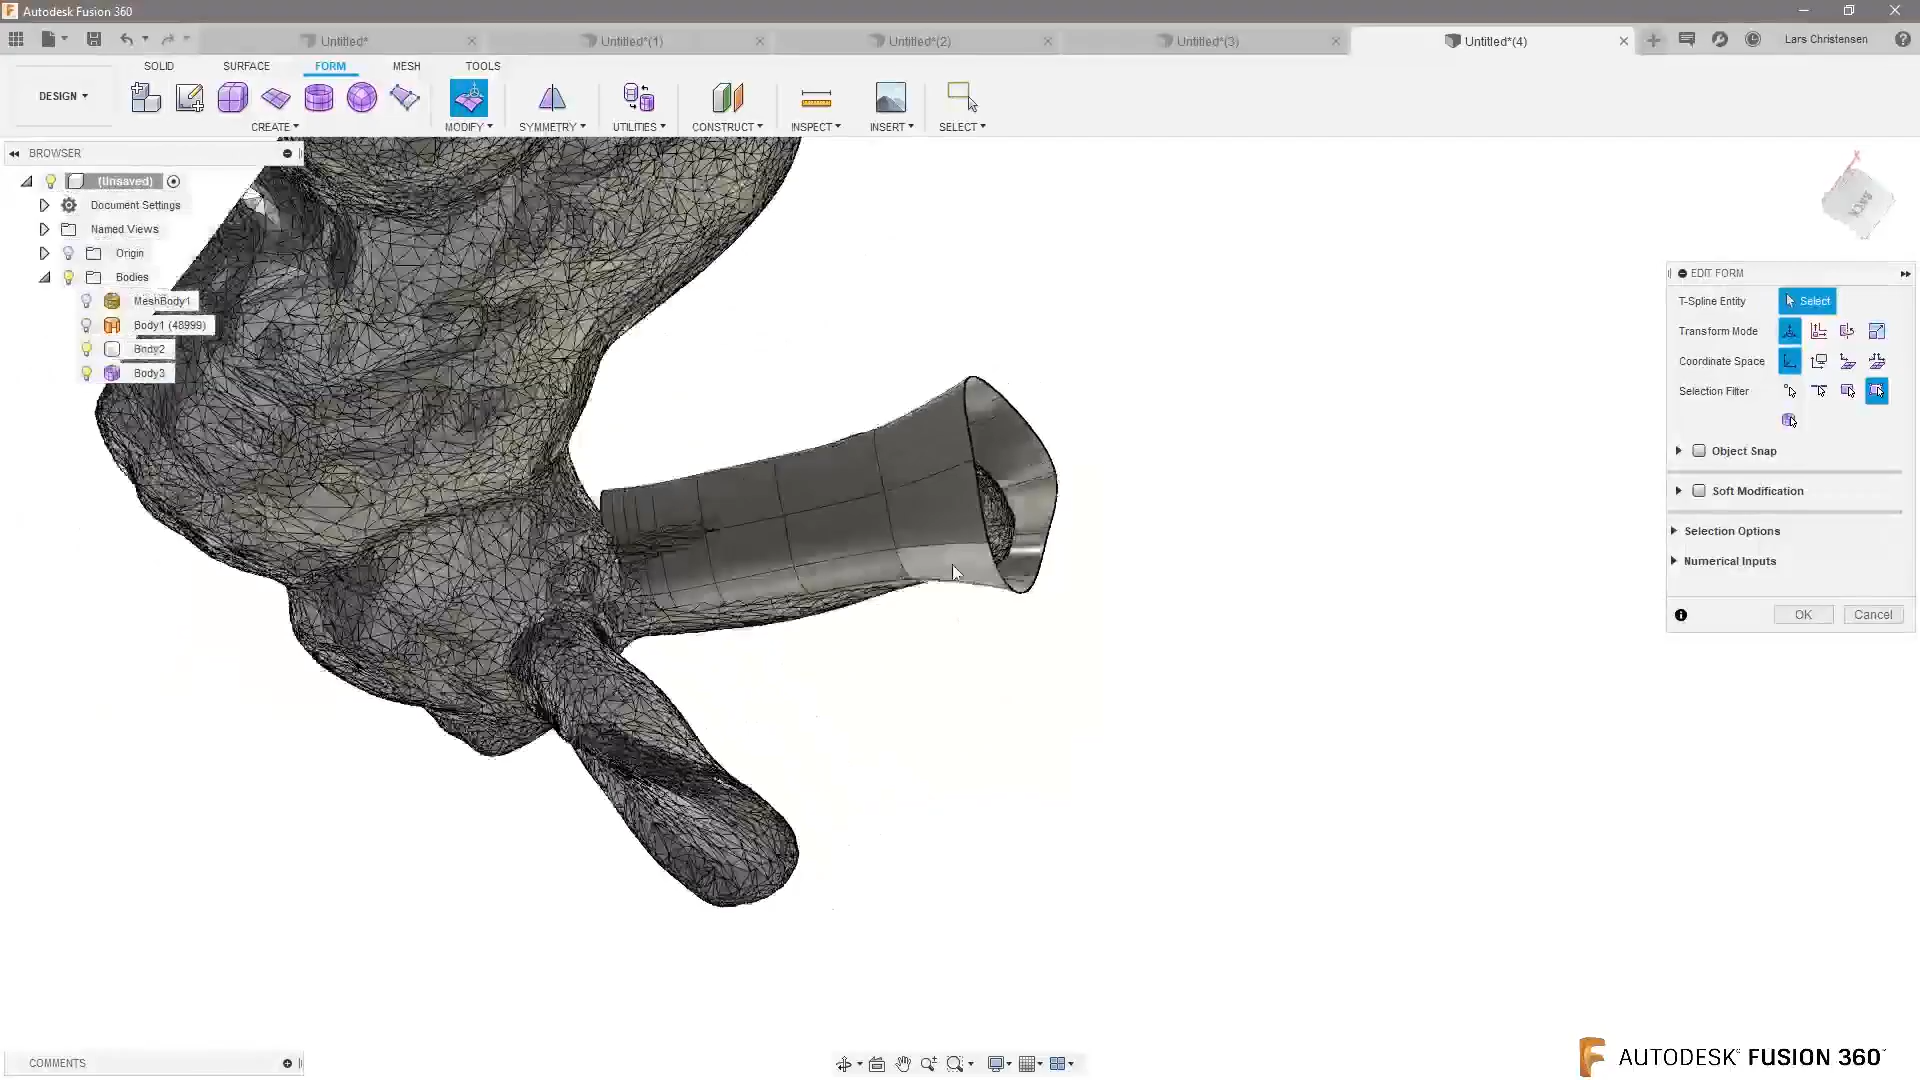 Autodesk Fusion 360
Untitled*
Untitled*(1)
Untitled*(2)
Untitled*(3)
Untitled*(4)
Lars Christensen
SOLID
SURFACE
FORM
MESH
TOOLS
DESIGN
CREATE
MODIFY
SYMMETRY
UTILITIES
CONSTRUCT
INSPECT
INSERT
SELECT
BROWSER
(Unsaved)
Document Settings
Named Views
Origin
Bodies
MeshBody1
Body1 (48999)
Body2
Body3
BACK
X
EDIT FORM
T-Spline Entity
Select
Transform Mode
Coordinate Space
Selection Filter
Object Snap
Soft Modification
Selection Options
Numerical Inputs
OK
Cancel
COMMENTS
AUTODESK FUSION 360